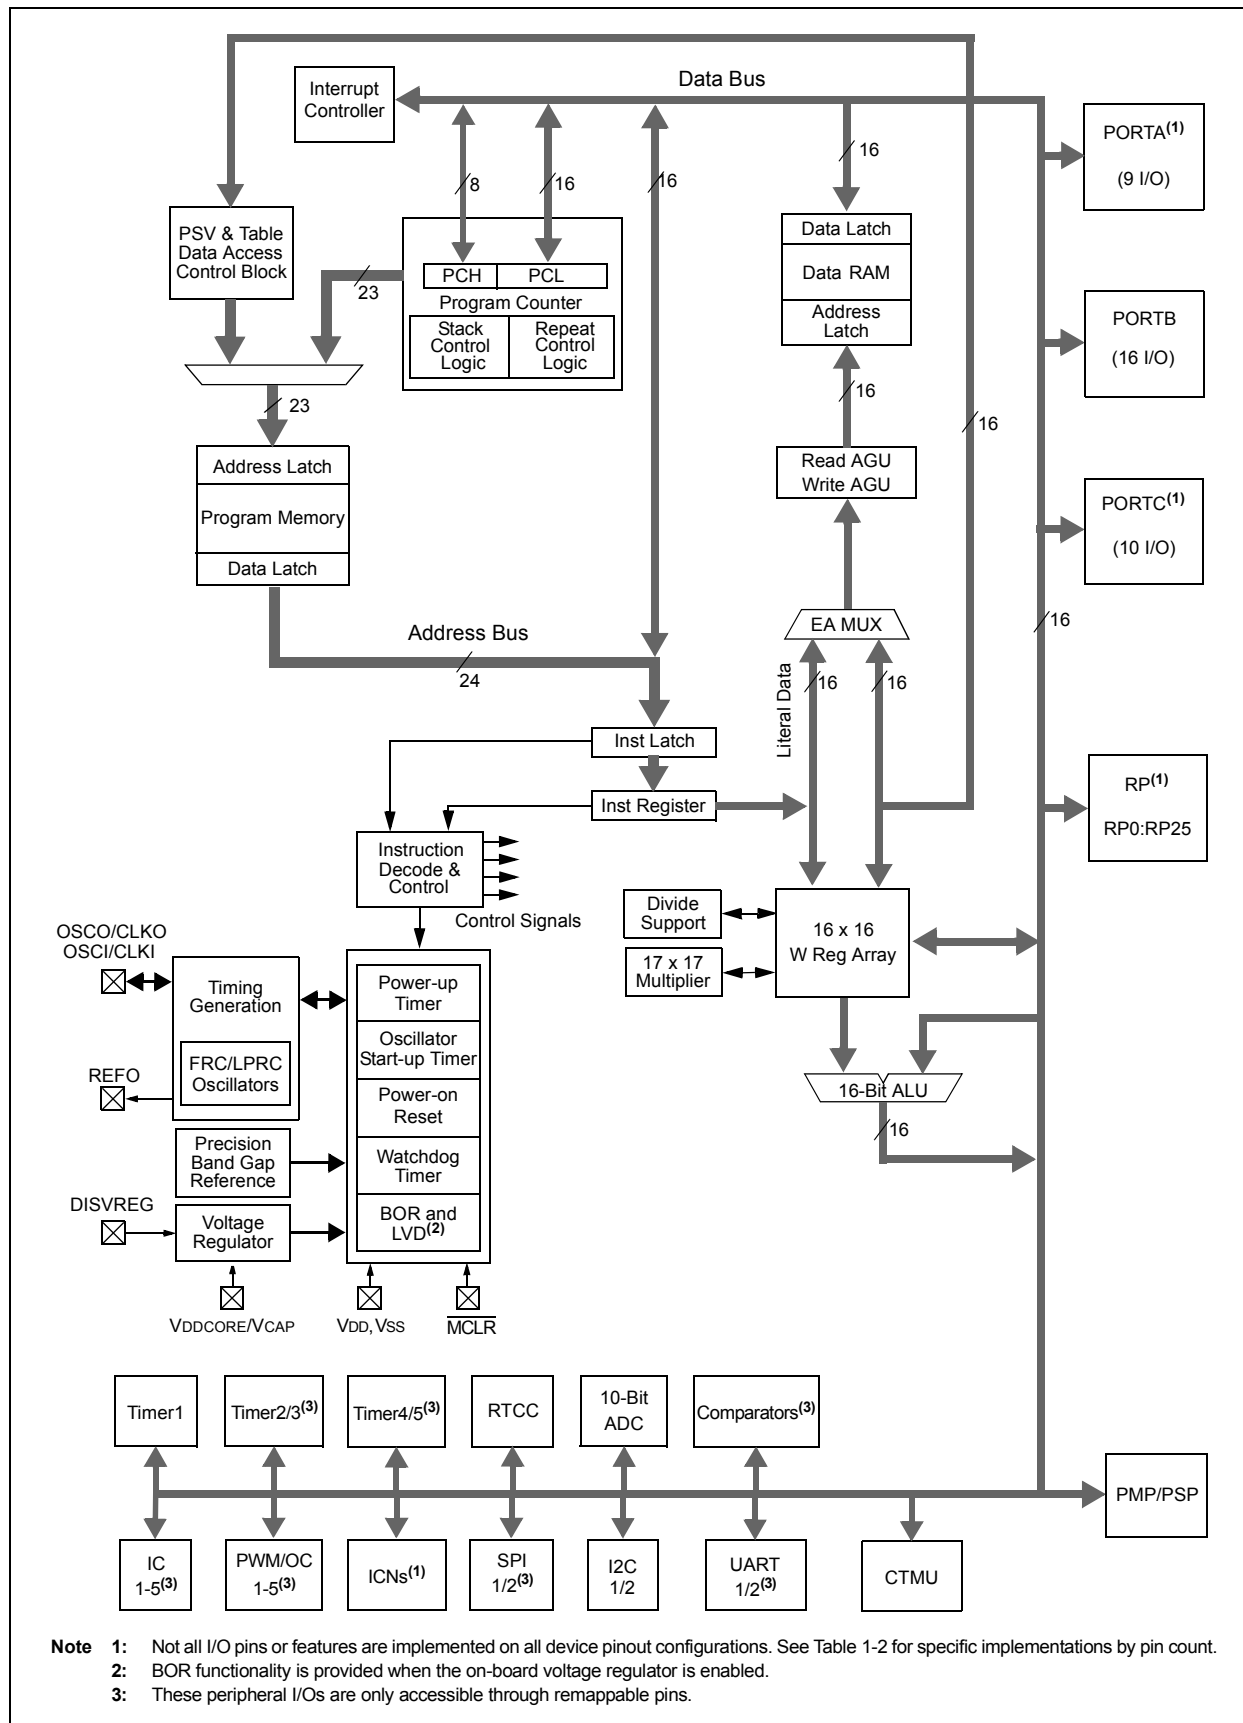 Data Bus
Interrupt
Controller
16
8
16
16
PORTA(1)
(9 I/O)
PSV & Table
Data Access
Control Block
23
PCH
PCL
Program Counter
Stack
Control
Logic
Repeat
Control
Logic
Data Latch
Data RAM
Address
Latch
PORTB
(16 I/O)
23
16
16
Address Latch
Program Memory
Data Latch
Read AGU
Write AGU
PORTC(1)
(10 I/O)
Address Bus
24
EA MUX
16
Literal Data
16
16
Inst Latch
Inst Register
RP(1)
RP0:RP25
Instruction
Decode &
Control
Control Signals
Divide
Support
17 x 17
Multiplier
16 x 16
W Reg Array
OSCO/CLKO
OSCI/CLKI
Timing
Generation
FRC/LPRC
Oscillators
REFO
Power-up
Timer
Oscillator
Start-up Timer
Power-on
Reset
Watchdog
Timer
BOR and
LVD(2)
16-Bit ALU
16
Precision
Band Gap
Reference
DISVREG
Voltage
Regulator
VDDCORE/VCAP
VDD, VSS
MCLR
Timer1
Timer2/3(3)
Timer4/5(3)
RTCC
10-Bit
ADC
Comparators(3)
PMP/PSP
IC
1-5(3)
PWM/OC
1-5(3)
ICNs(1)
SPI
1/2(3)
I2C
1/2
UART
1/2(3)
CTMU
Note 1: Not all I/O pins or features are implemented on all device pinout configurations. See Table 1-2 for specific implementations by pin count.
2: BOR functionality is provided when the on-board voltage regulator is enabled.
3: These peripheral I/Os are only accessible through remappable pins.